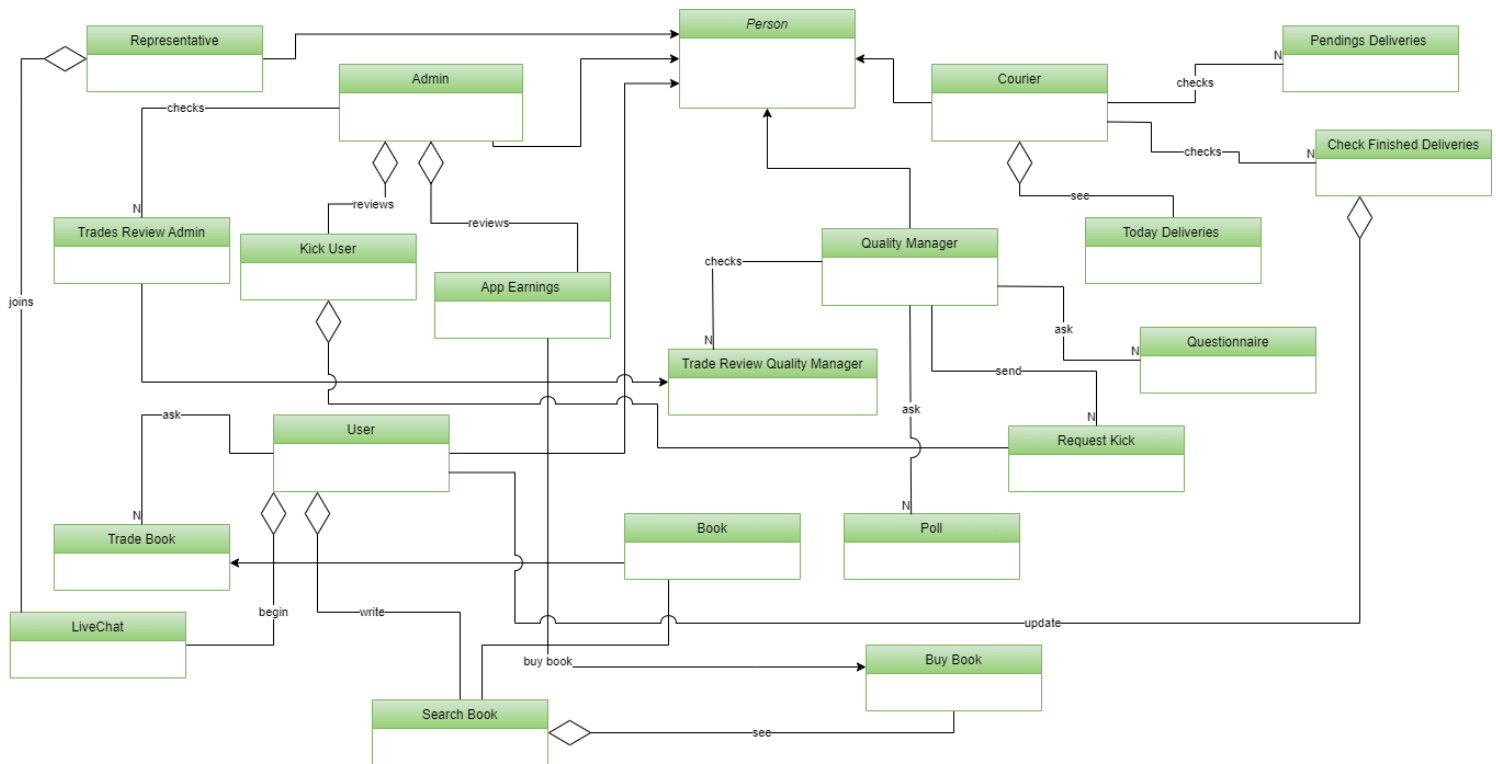 Person
Representative
Pendings Deliveries
Admin
Courier
N
checks
checks
Check Finished Deliveries
checks
N
see
reviews
N
reviews
Trades Review Admin
Kick User
Quality Manager
Today Deliveries
checks
App Earnings
joins
ask
N
Questionnaire
N
Trade Review Quality Manager
send
ask
ask
N
User
Request Kick
N
N
Trade Book
Book
Poll
begin
write
update
LiveChat
buy book
Buy Book
Search Book
see